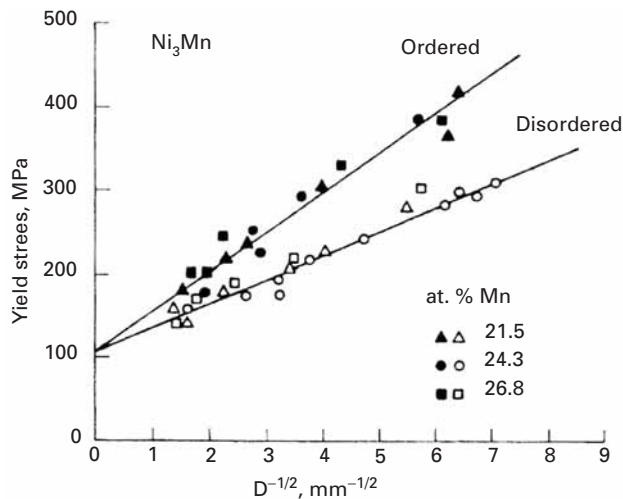 Ni₃Mn
Ordered
Disordered
Yield strees, MPa
500
400
300
200
100
0
at. % Mn
21.5
24.3
26.8
0 1 2 3 4 5 6 7 8 9
D⁻¹/², mm⁻¹/²